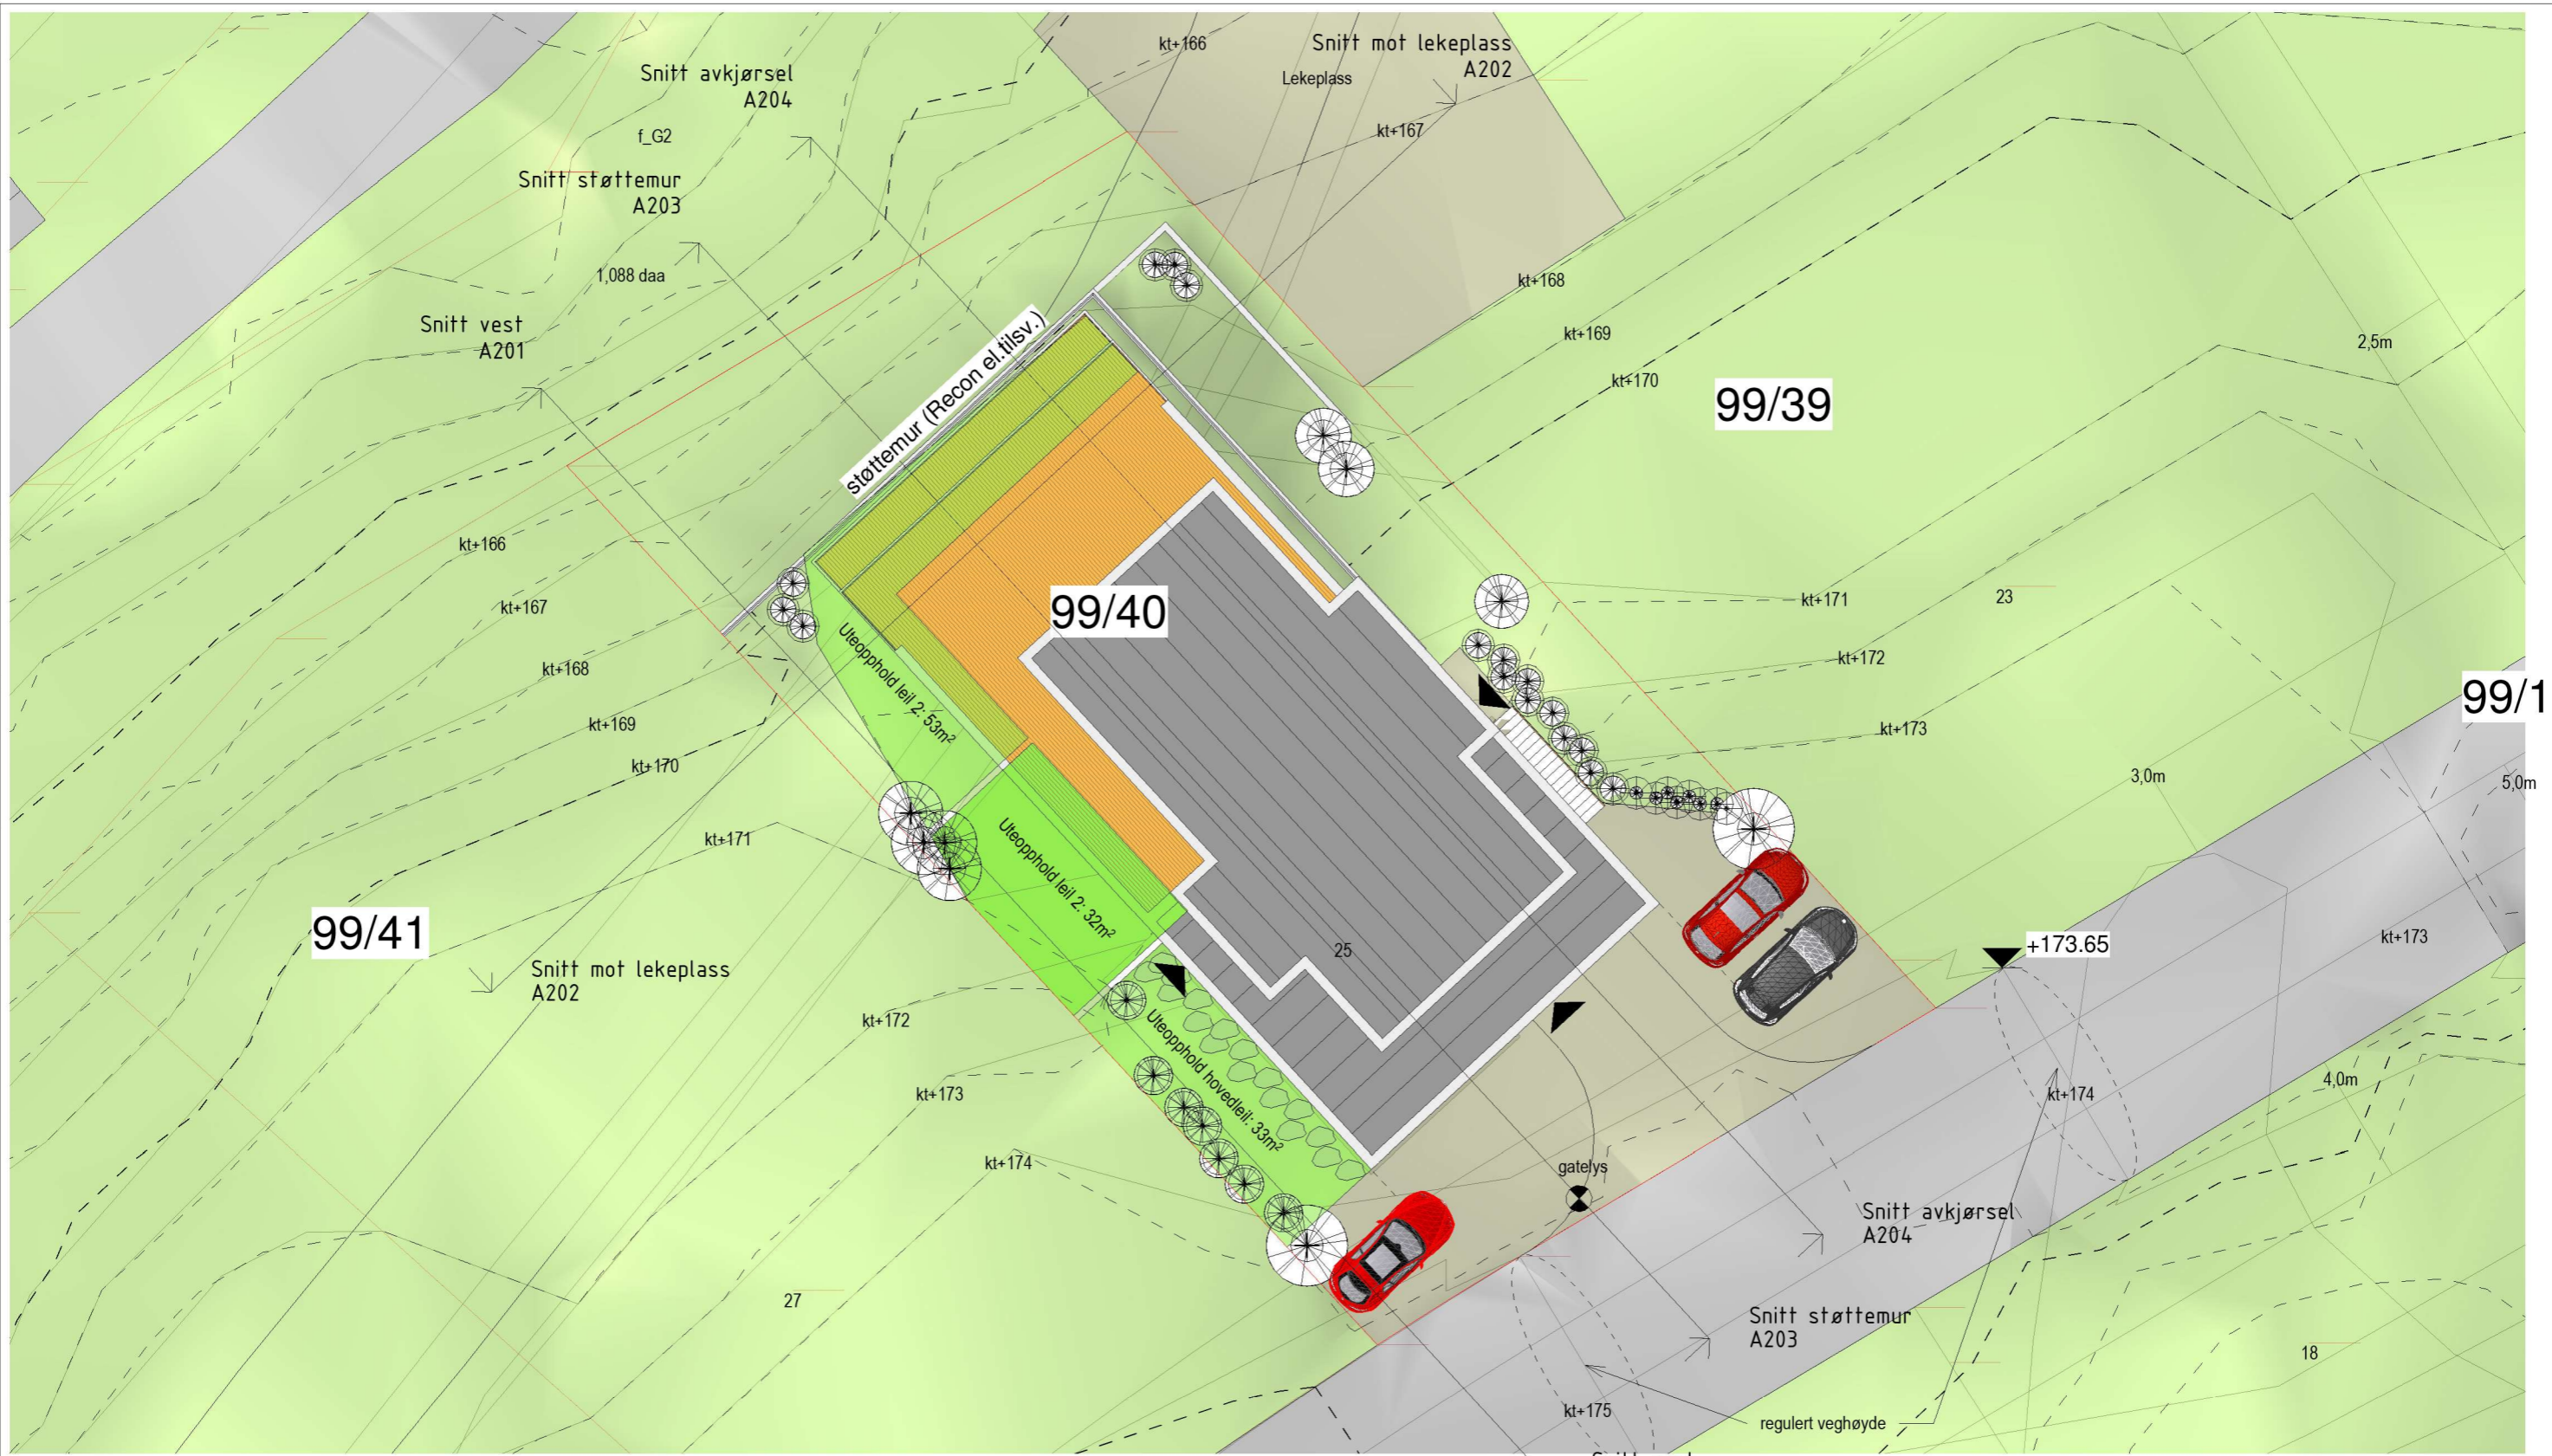 kt+166
Snitt mot lekeplass
A202
Lekeplass
kt+167
Snitt avkjørsel
A204
f_G2
Snitt støttemur
A203
1,088 daa
Snitt vest
A201
støttemur (Recon el.tilsv.)
kt+168
kt+169
kt+170
2,5m
99/39
99/40
kt+166
kt+167
kt+168
kt+169
kt+170
kt+171
Uteopphold leil 2: 53m²
kt+171
23
kt+172
kt+173
99/1
3,0m
5,0m
Uteopphold leil 2: 32m²
99/41
Snitt mot lekeplass
A202
25
+173.65
kt+173
kt+172
kt+173
kt+174
Uteopphold hovedleil: 33m²
4,0m
kt+174
gatelys
Snitt avkjørsel
A204
27
Snitt støttemur
A203
18
kt+175
regulert veghøyde